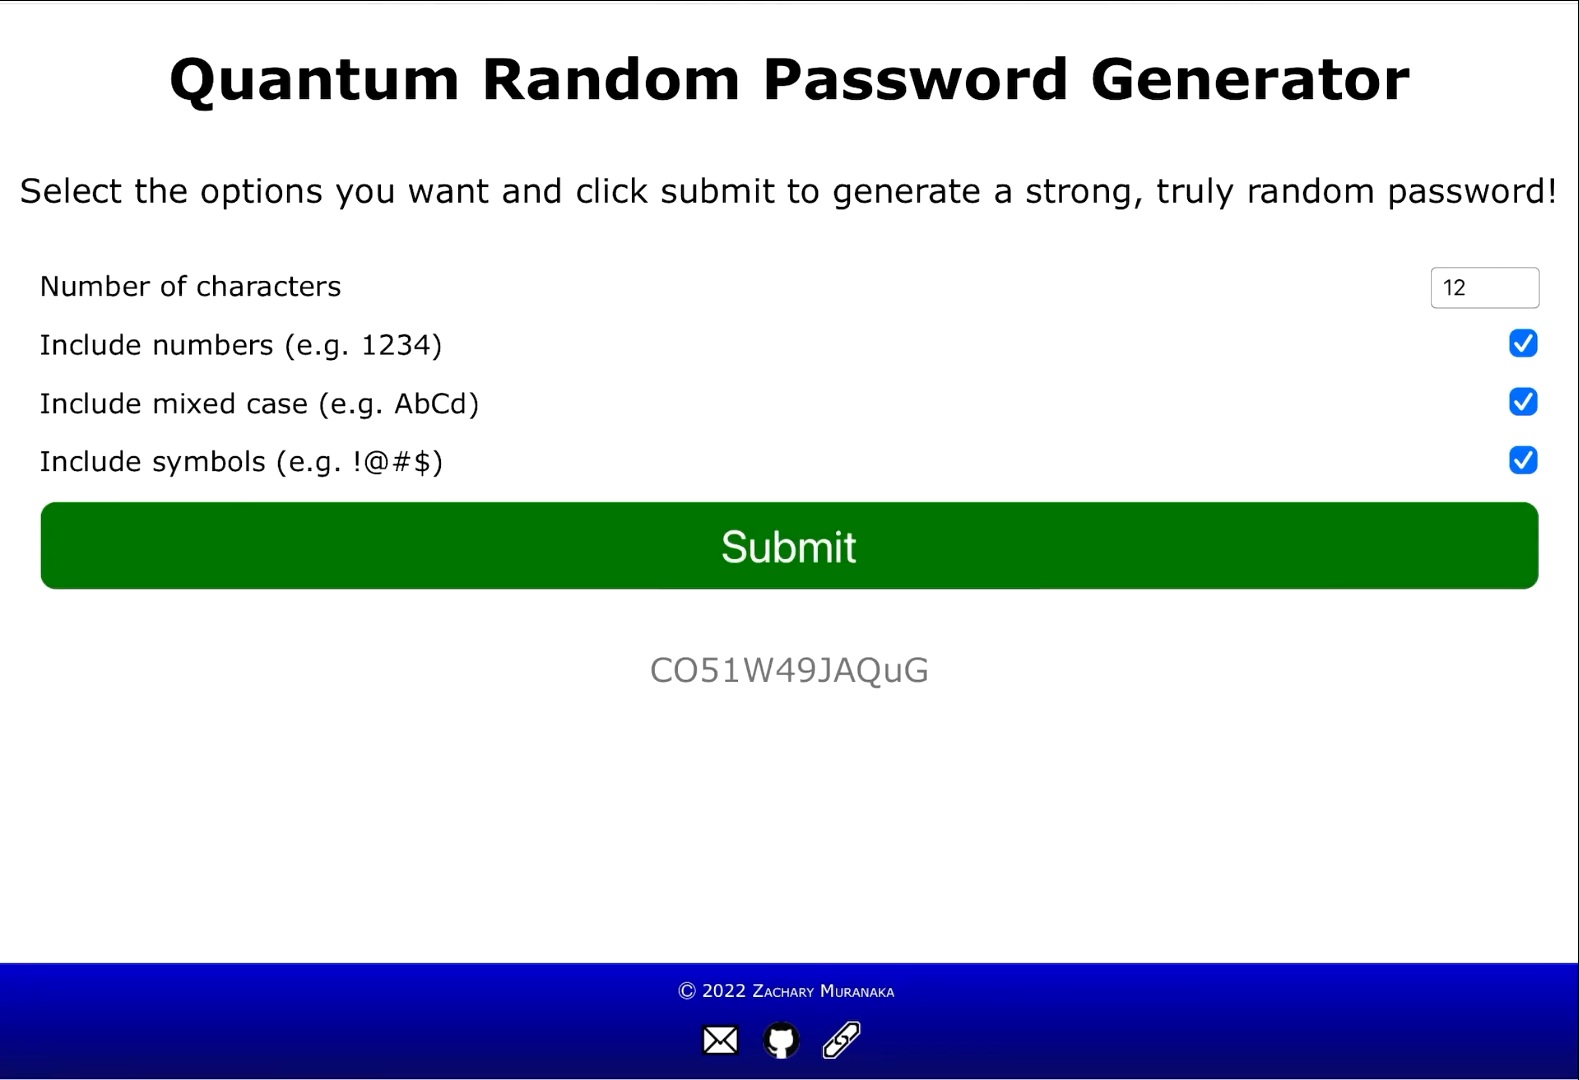 Quantum Random Password Generator
Select the options you want and click submit to generate a strong, truly random password!
Number of characters 12
Include numbers (e.g. 1234)
Include mixed case (e.g. AbCd)
Include symbols (e.g. !@#$)
Submit
CO51W49JAQuG
© 2022 Zachary Muranaka